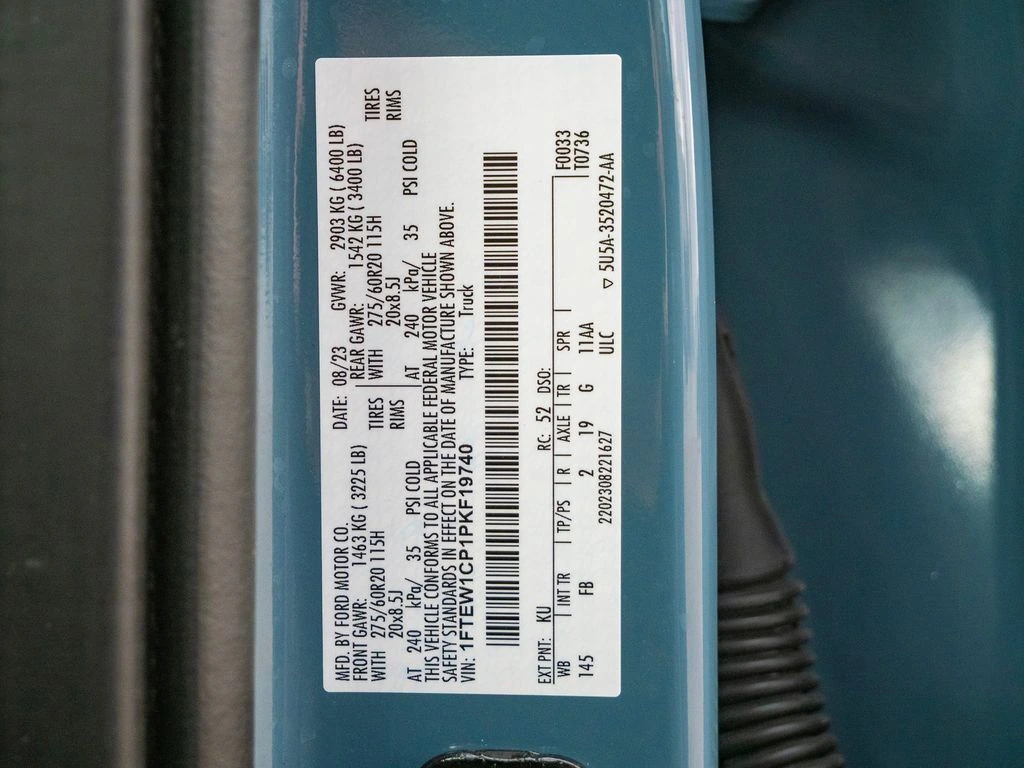 MFD. BY FORD MOTOR CO.
DATE: 08/23 GVWR: 2903 KG ( 6400 LB)
FRONT GAWR: 1463 KG ( 3225 LB) REAR GAWR: 1542 KG ( 3400 LB)
WITH 275/60R20 115H TIRES WITH 275/60R20 115H TIRES
20x8.5J RIMS 20x8.5J RIMS
AT 240 kPa/ 35 PSI COLD AT 240 kPa/ 35 PSI COLD
THIS VEHICLE CONFORMS TO ALL APPLICABLE FEDERAL MOTOR VEHICLE
SAFETY STANDARDS IN EFFECT ON THE DATE OF MANUFACTURE SHOWN ABOVE.
VIN: 1FTEW1CP1PKF19740 TYPE: Truck
EXT PNT: KU RC: 52 DSO:
WB INT TR TP/PS R AXLE TR SPR F0033
145 FB 2 19 G 11AA T0736
2202308221627 UIC ▽ 5U5A-3520472-AA